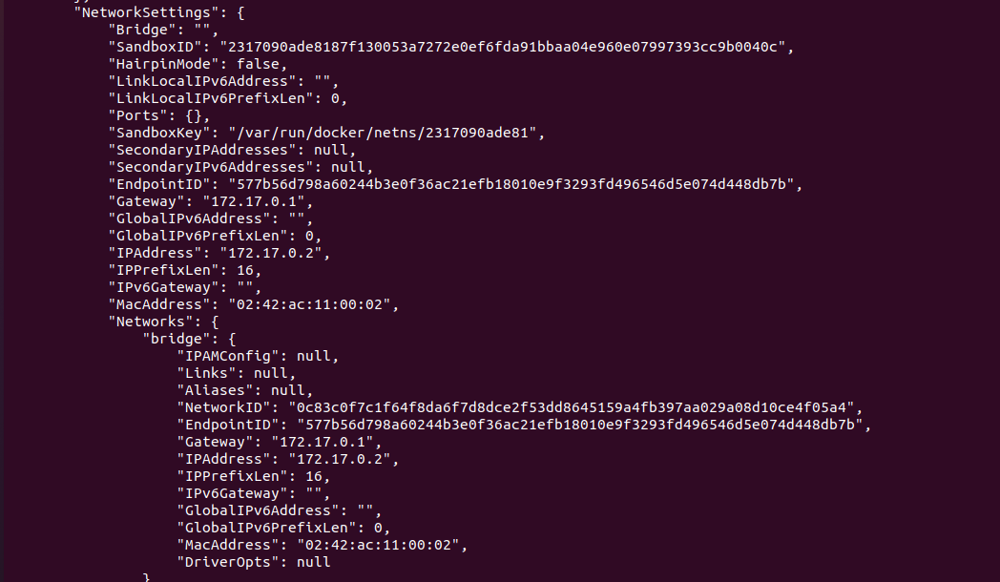 "NetworkSettings": {
"Bridge": "",
"SandboxID": "2317090ade8187f130053a7272e0ef6fda91bbaa04e960e07997393cc9b0040c",
"HairpinMode": false,
"LinkLocalIPv6Address": "",
"LinkLocalIPv6PrefixLen": 0,
"Ports": {},
"SandboxKey": "/var/run/docker/netns/2317090ade81",
"SecondaryIPAddresses": null,
"SecondaryIPv6Addresses": null,
"EndpointID": "577b56d798a60244b3e0f36ac21efb18010e9f3293fd496546d5e074d448db7b",
"Gateway": "172.17.0.1",
"GlobalIPv6Address": "",
"GlobalIPv6PrefixLen": 0,
"IPAddress": "172.17.0.2",
"IPPrefixLen": 16,
"IPv6Gateway": "",
"MacAddress": "02:42:ac:11:00:02",
"Networks": {
"bridge": {
"IPAMConfig": null,
"Links": null,
"Aliases": null,
"NetworkID": "0c83c0f7c1f64f8da6f7d8dce2f53dd8645159a4fb397aa029a08d10ce4f05a4",
"EndpointID": "577b56d798a60244b3e0f36ac21efb18010e9f3293fd496546d5e074d448db7b",
"Gateway": "172.17.0.1",
"IPAddress": "172.17.0.2",
"IPPrefixLen": 16,
"IPv6Gateway": "",
"GlobalIPv6Address": "",
"GlobalIPv6PrefixLen": 0,
"MacAddress": "02:42:ac:11:00:02",
"DriverOpts": null
}